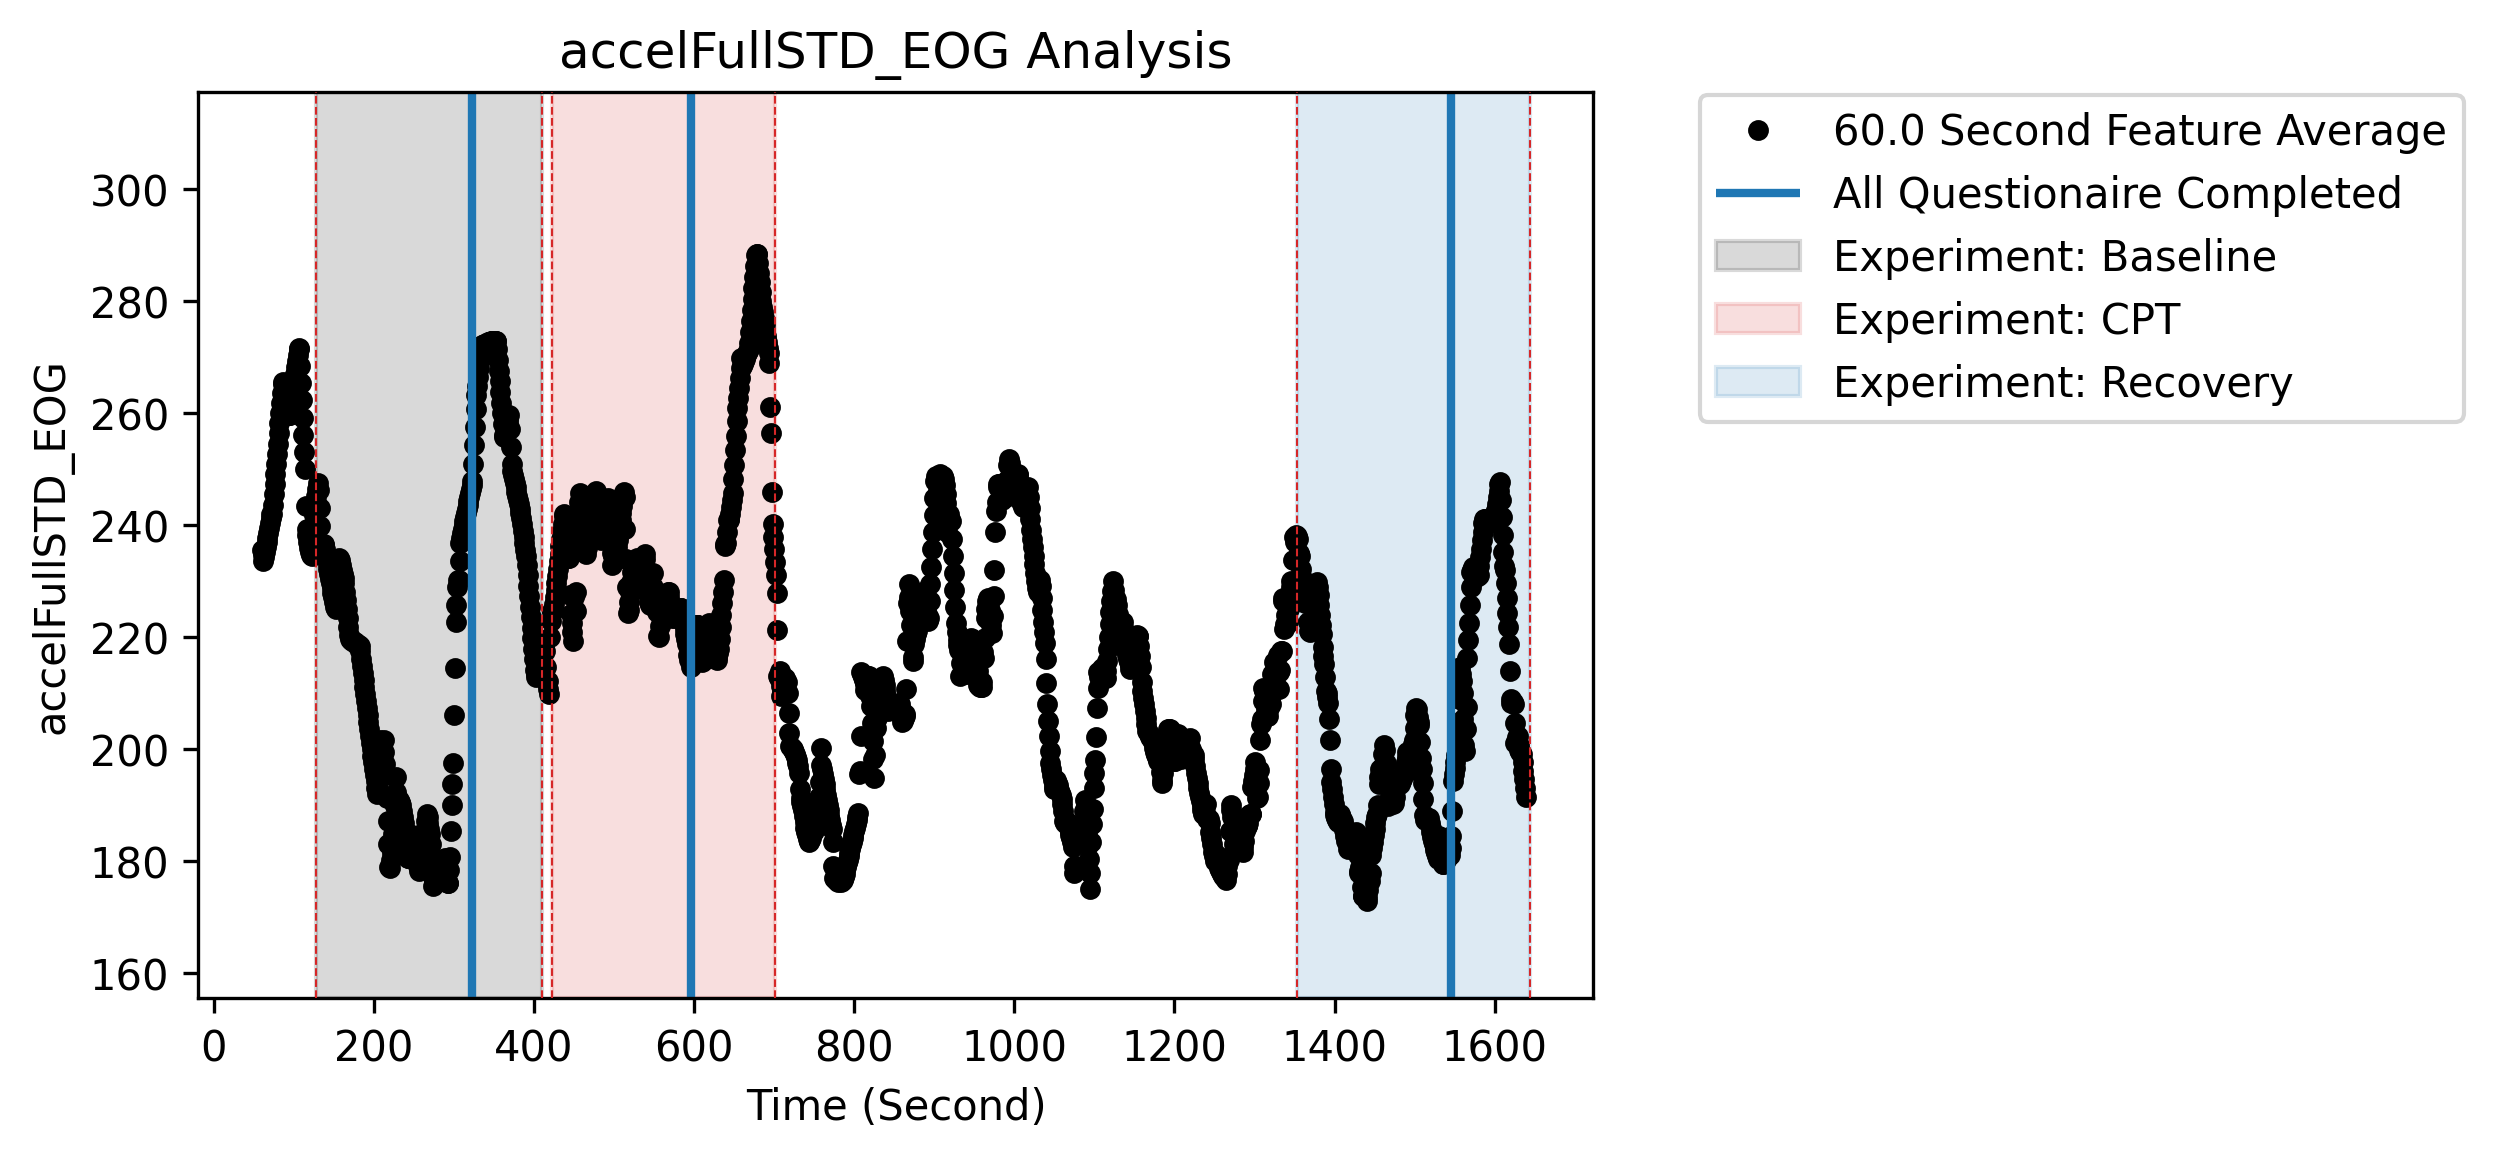 accelFullSTD_EOG Analysis
accelFullSTD_EOG
300
280
260
240
220
200
180
160
0 200 400 600 800 1000 1200 1400 1600
Time (Second)
60.0 Second Feature Average
All Questionaire Completed
Experiment: Baseline
Experiment: CPT
Experiment: Recovery